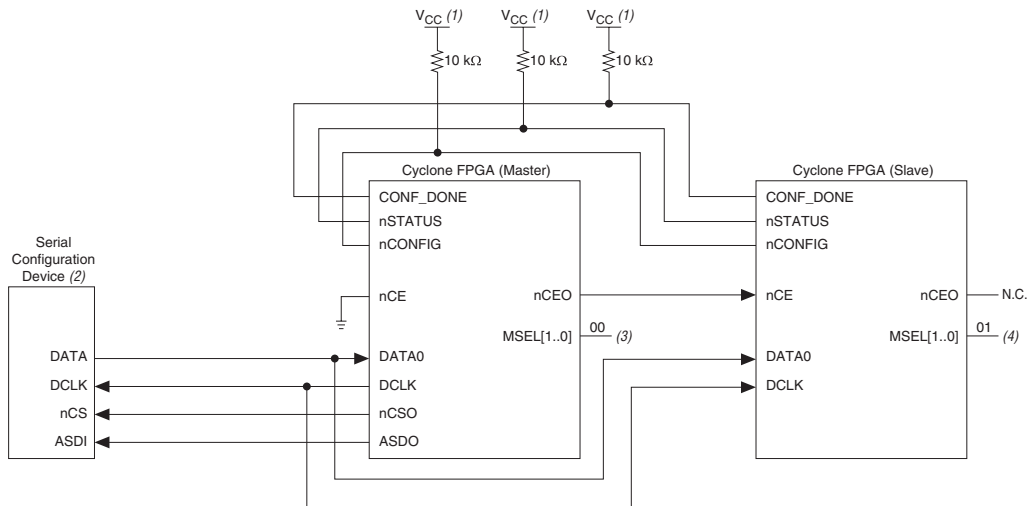 VCC (1) VCC (1) VCC (1)
10 kΩ 10 kΩ 10 kΩ
Cyclone FPGA (Master)
CONF_DONE
nSTATUS
nCONFIG
nCE
nCEO
MSEL[1..0]
00
(3)
DATA0
DCLK
nCSO
ASDO
Cyclone FPGA (Slave)
CONF_DONE
nSTATUS
nCONFIG
nCE
nCEO
N.C.
MSEL[1..0]
01
(4)
DATA0
DCLK
Serial
Configuration
Device (2)
DATA
DCLK
nCS
ASDI